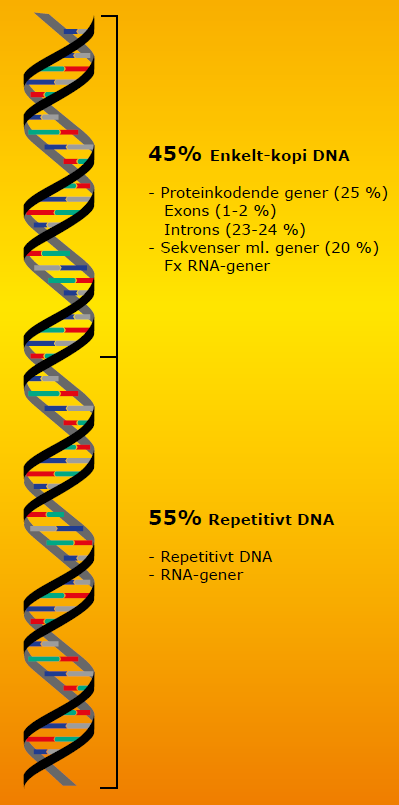 45% Enkelt-kopi DNA
- Proteinkodende gener (25 %)
Exons (1-2 %)
Introns (23-24 %)
- Sekvenser ml. gener (20 %)
Fx RNA-gener
55% Repetitivt DNA
- Repetitivt DNA
- RNA-gener